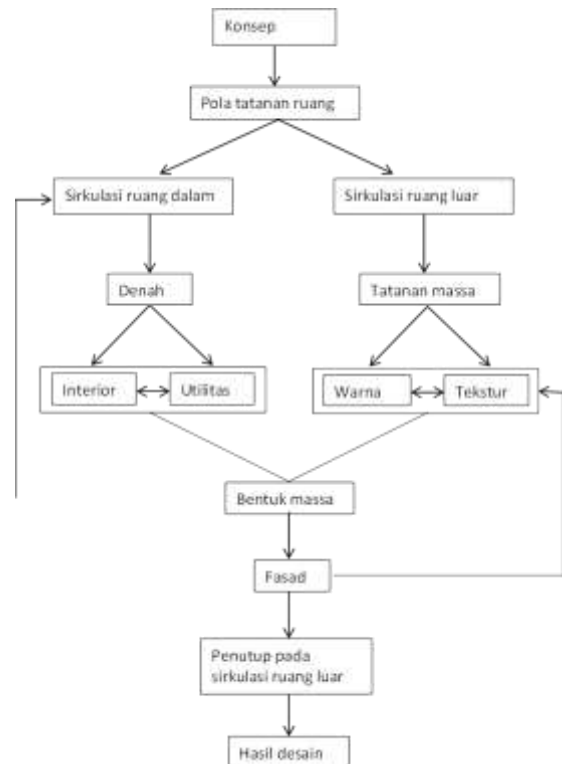 Konsep
Pola tatanan ruang
Sirkulasi ruang dalam
Sirkulasi ruang luar
Denah
Tatanan massa
Interior
Utilitas
Warna
Tekstur
Bentuk massa
Fasad
Penutup pada
sirkulasi ruang luar
Hasil desain